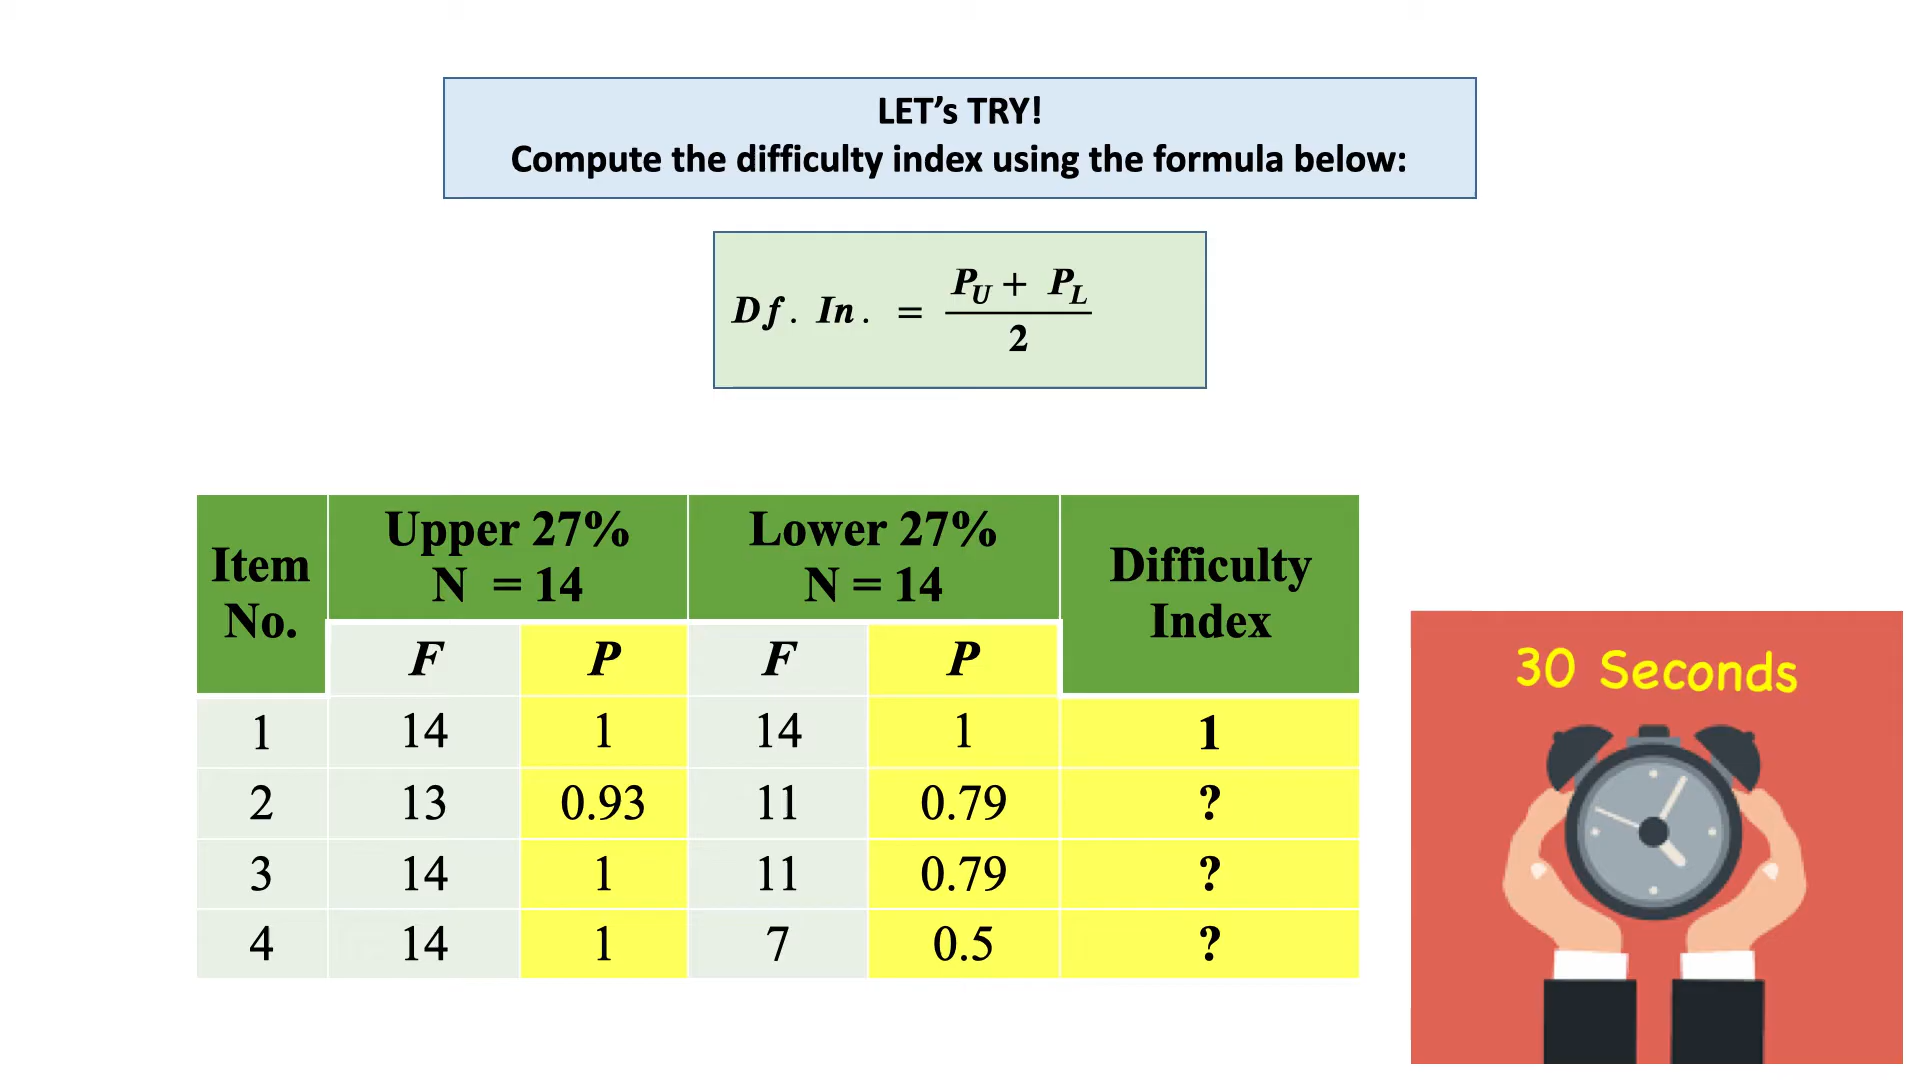 LET’s TRY!
Compute the difficulty index using the formula below:
Df. In. = (P_U + P_L) / 2
Item No. Upper 27% N = 14 Lower 27% N = 14 Difficulty Index
F P F P
1 14 1 14 1 1
2 13 0.93 11 0.79 ?
3 14 1 11 0.79 ?
4 14 1 7 0.5 ?
30 Seconds